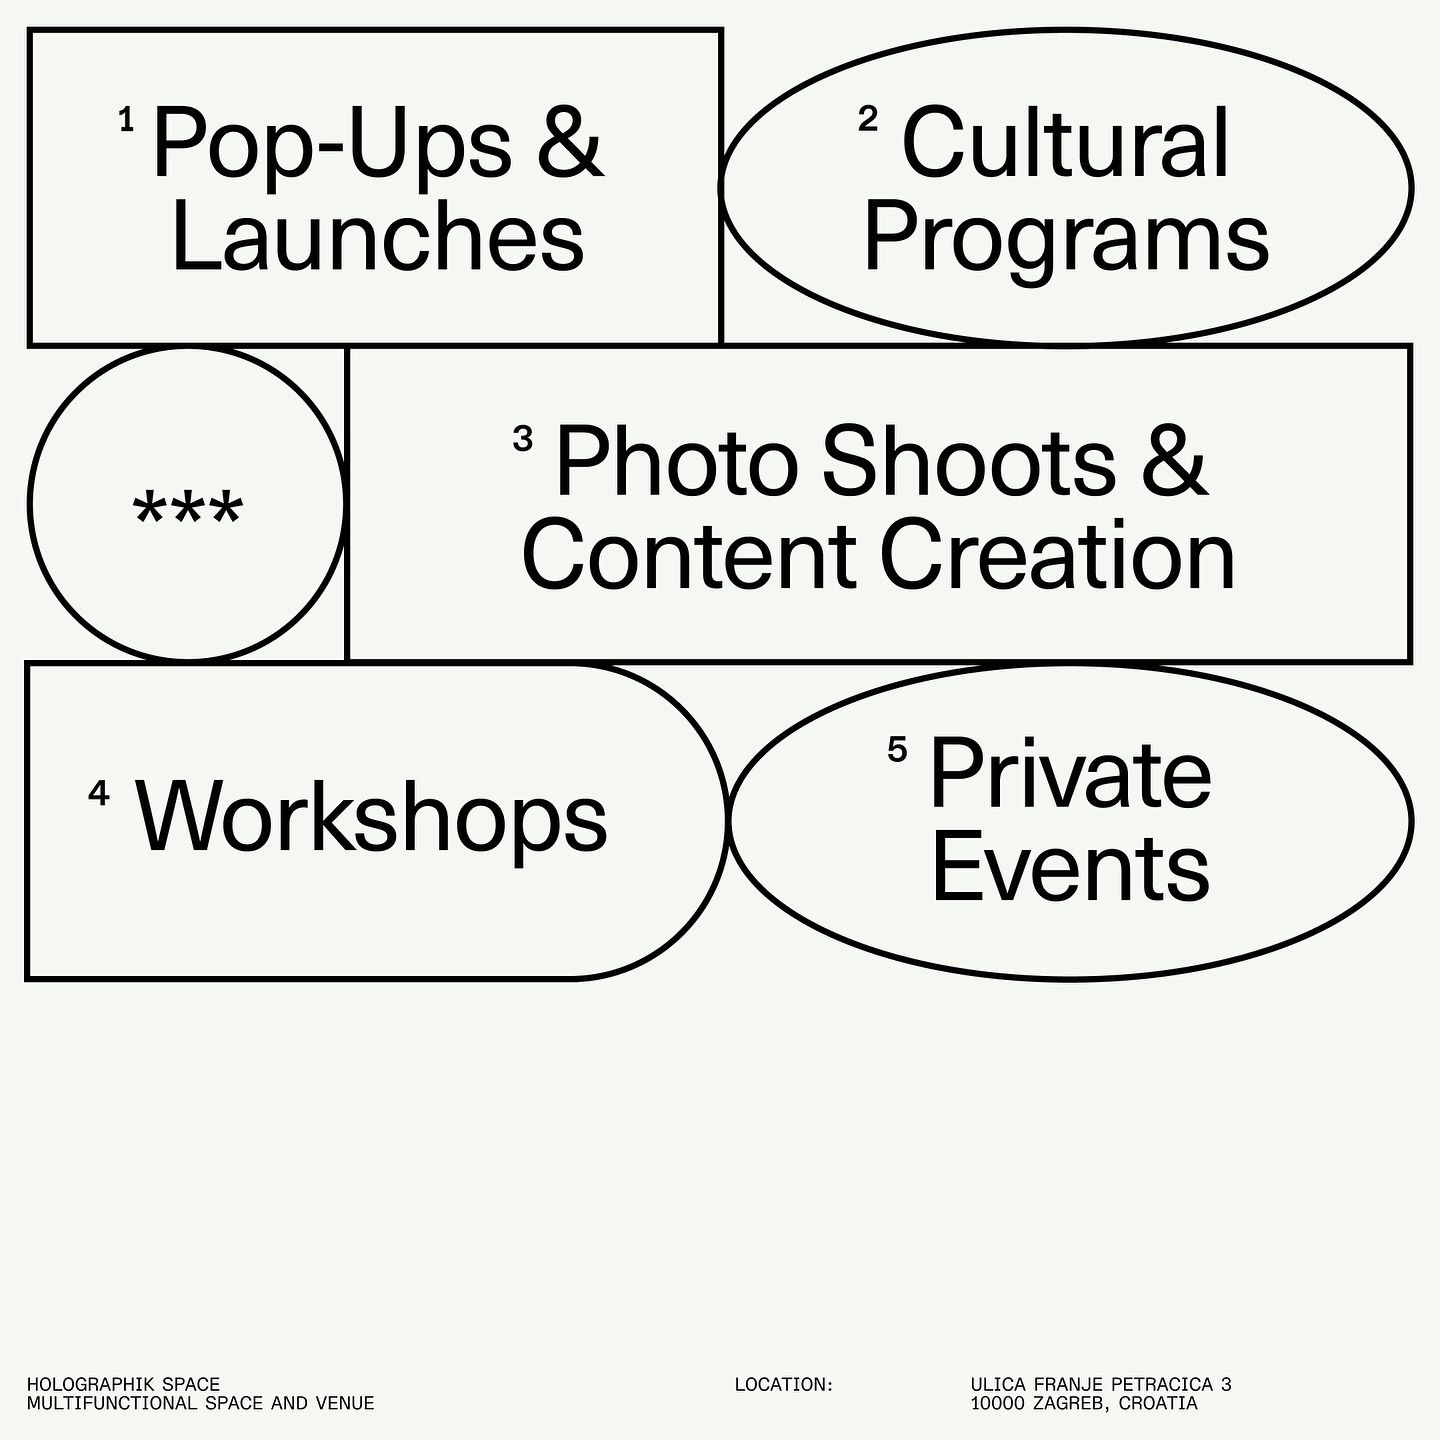 1 Pop-Ups &
Launches
2 Cultural
Programs
***
3 Photo Shoots &
Content Creation
4 Workshops
5 Private
Events
HOLOGRAPHIK SPACE
MULTIFUNCTIONAL SPACE AND VENUE
LOCATION:
ULICA FRANJE PETRACICA 3
10000 ZAGREB, CROATIA